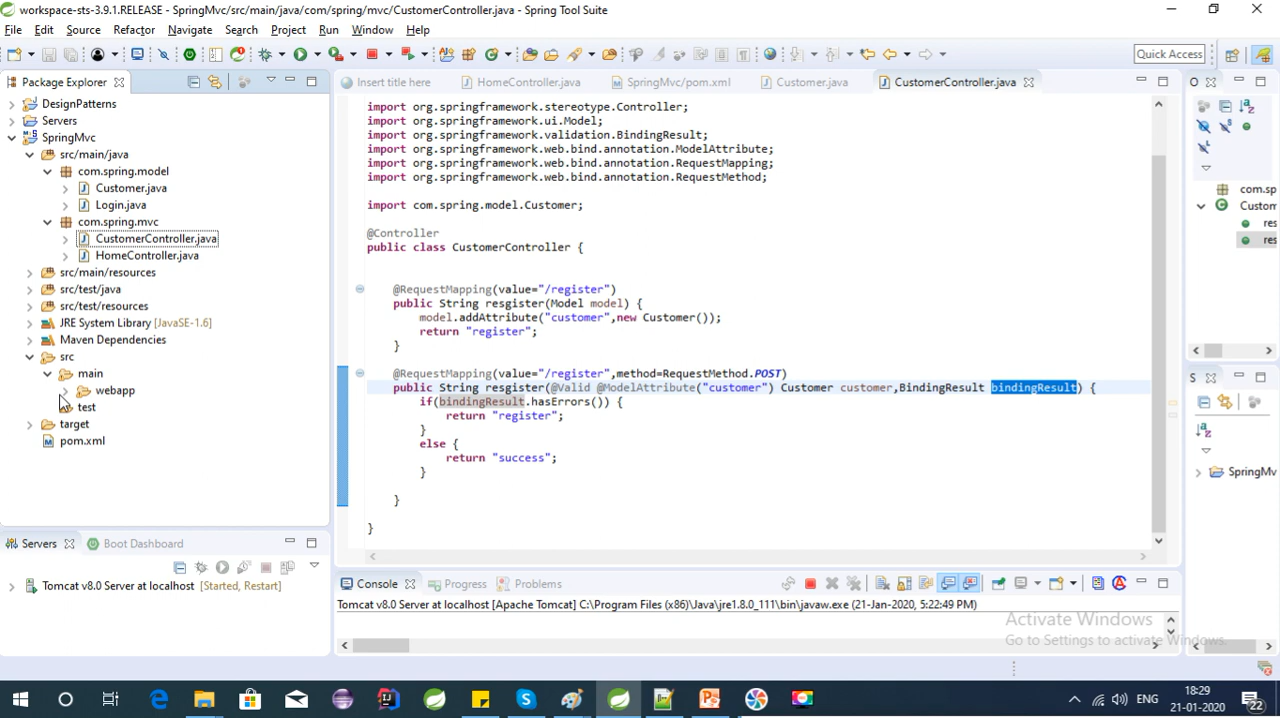 workspace-sts-3.9.1.RELEASE - SpringMvc/src/main/java/com/spring/mvc/CustomerController.java - Spring Tool Suite
File Edit Source Refactor Navigate Search Project Run Window Help
Quick Access
Package Explorer
DesignPatterns
Servers
SpringMvc
src/main/java
com.spring.model
Customer.java
Login.java
com.spring.mvc
CustomerController.java
HomeController.java
src/main/resources
src/test/java
src/test/resources
JRE System Library [JavaSE-1.6]
Maven Dependencies
src
main
webapp
test
target
pom.xml
Servers Boot Dashboard
Tomcat v8.0 Server at localhost [Started, Restart]
Insert title here HomeController.java SpringMvc/pom.xml Customer.java CustomerController.java
import org.springframework.stereotype.Controller;
import org.springframework.ui.Model;
import org.springframework.validation.BindingResult;
import org.springframework.web.bind.annotation.ModelAttribute;
import org.springframework.web.bind.annotation.RequestMapping;
import org.springframework.web.bind.annotation.RequestMethod;
import com.spring.model.Customer;
@Controller
public class CustomerController {
@RequestMapping(value="/register")
public String resgister(Model model) {
model.addAttribute("customer",new Customer());
return "register";
}
@RequestMapping(value="/register",method=RequestMethod.POST)
public String resgister(@Valid @ModelAttribute("customer") Customer customer,BindingResult bindingResult) {
if(bindingResult.hasErrors()) {
return "register";
}
else {
return "success";
}
}
}
Console Progress Problems
Tomcat v8.0 Server at localhost [Apache Tomcat] C:\Program Files (x86)\Java\jre1.8.0_111\bin\javaw.exe (21-Jan-2020, 5:22:49 PM)
O
com.sp
Custom
res
res
S
SpringMv
Activate Windows
Go to Settings to activate Windows.
ENG
18:29
21-01-2020
22